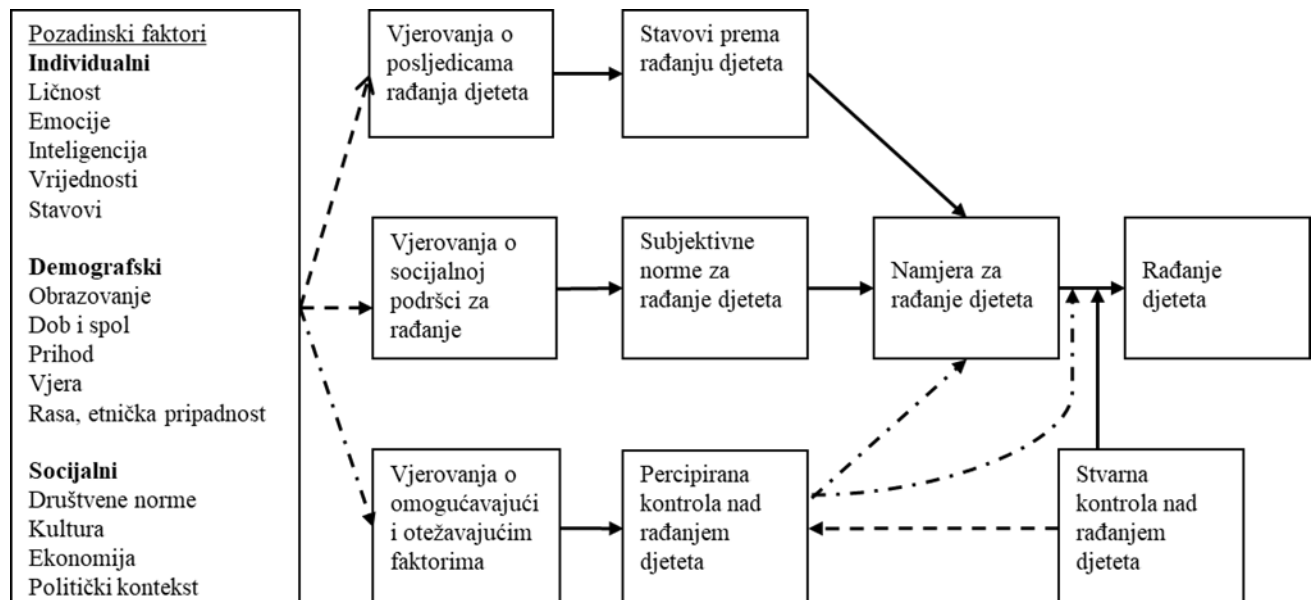 Pozadinski faktori
Individualni
Ličnost
Emocije
Inteligencija
Vrijednosti
Stavovi
Demografski
Obrazovanje
Dob i spol
Prihod
Vjera
Rasa, etnička pripadnost
Socijalni
Društvene norme
Kultura
Ekonomija
Politički kontekst
Vjerovanja o
posljedicama
rađanja djeteta
Stavovi prema
rađanju djeteta
Vjerovanja o
socijalnoj
podršci za
rađanje
Subjektivne
norme za
rađanje djeteta
Namjera za
rađanje djeteta
Rađanje
djeteta
Vjerovanja o
omogućavajući
i otežavajućim
faktorima
Percipirana
kontrola nad
rađanjem
djeteta
Stvarna
kontrola nad
rađanjem
djeteta